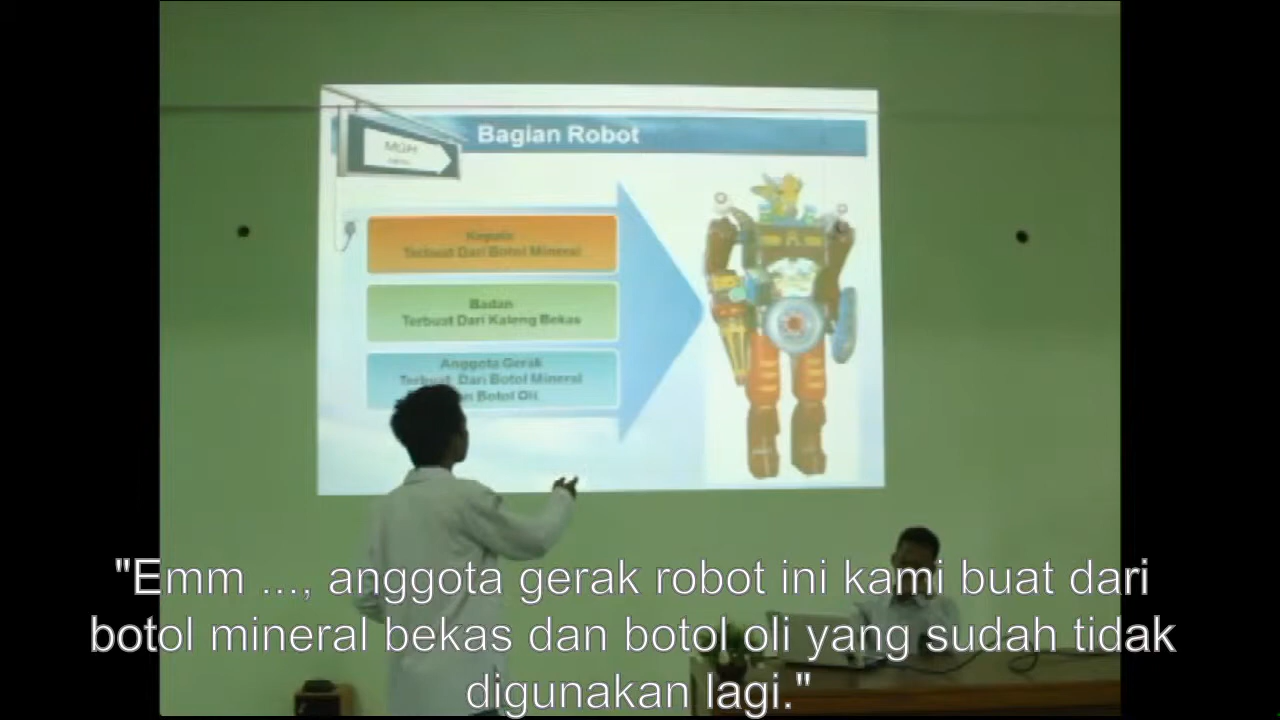 Bagian Robot
MGH
Kepala
Terbuat Dari Botol Mineral
Badan
Terbuat Dari Kaleng Bekas
Anggota Gerak
Terbuat Dari Botol Mineral
Botol Oli
"Emm ..., anggota gerak robot ini kami buat dari
botol mineral bekas dan botol oli yang sudah tidak
digunakan lagi."